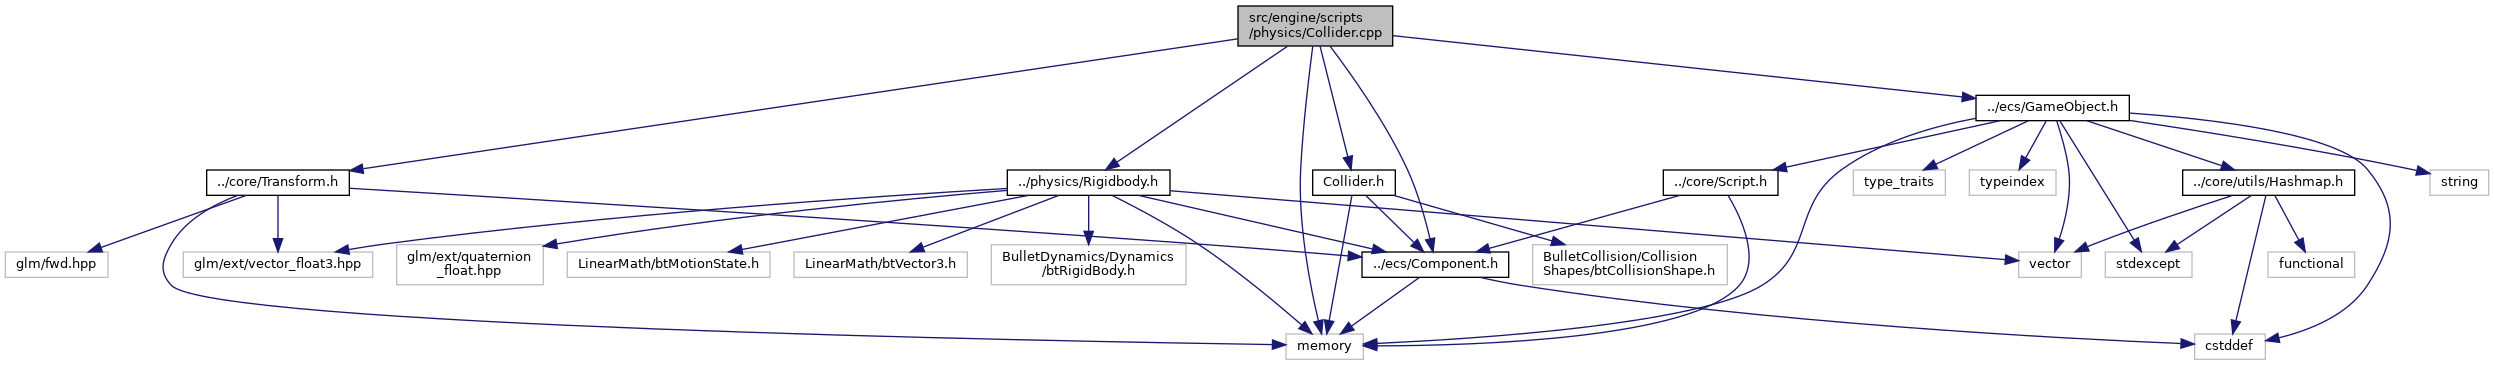 src/engine/scripts
/physics/Collider.cpp
../ecs/GameObject.h
../core/Transform.h
../physics/Rigidbody.h
Collider.h
../core/Script.h
type_traits
typeindex
../core/utils/Hashmap.h
string
glm/fwd.hpp
glm/ext/vector_float3.hpp
glm/ext/quaternion
_float.hpp
LinearMath/btMotionState.h
LinearMath/btVector3.h
BulletDynamics/Dynamics
/btRigidBody.h
../ecs/Component.h
BulletCollision/Collision
Shapes/btCollisionShape.h
vector
stdexcept
functional
memory
cstddef